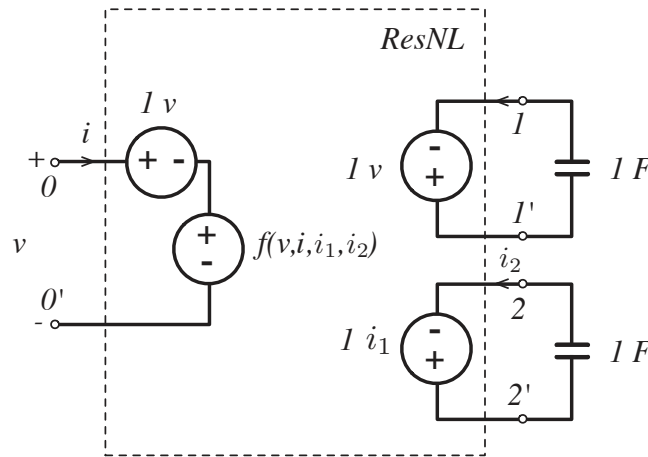 ResNL
1 v
i
+
0
+ -
v
+
-
f(v,i,i₁,i₂)
0'
-
1
-
+
1 v
1 F
1'
i₂
2
-
+
1 i₁
1 F
2'